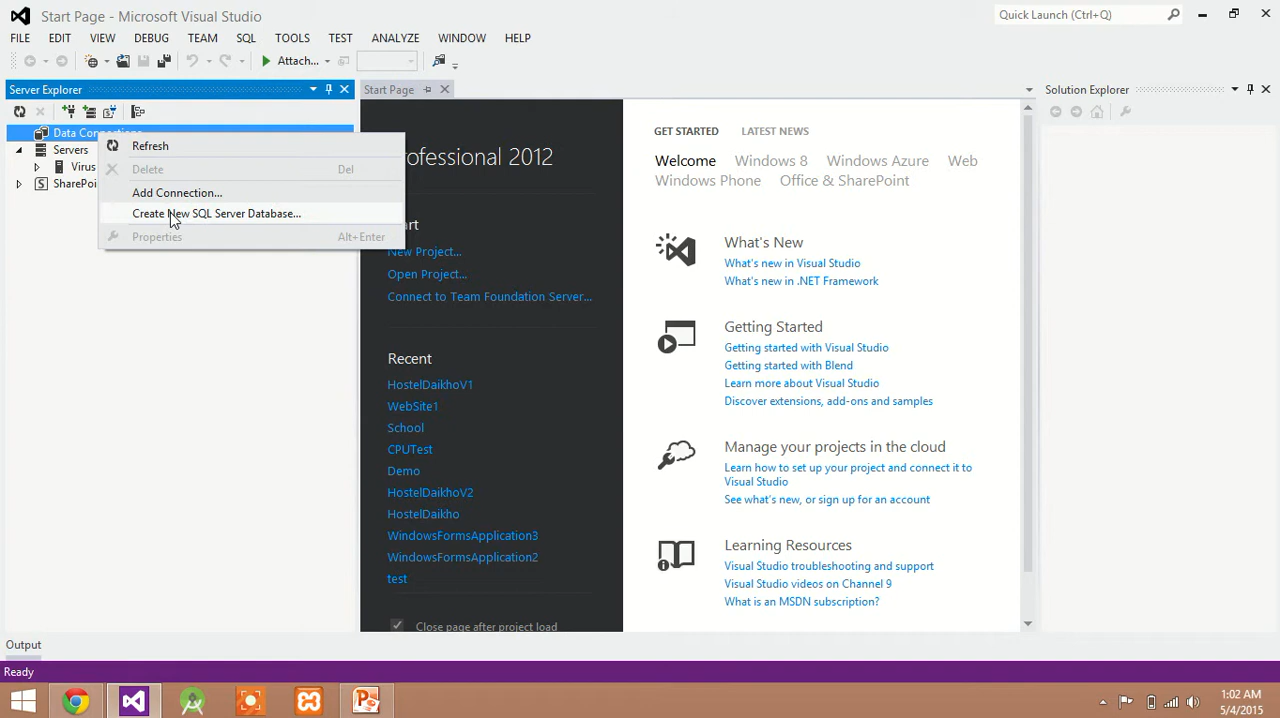 Start Page - Microsoft Visual Studio
Quick Launch (Ctrl+Q)
FILE EDIT VIEW DEBUG TEAM SQL TOOLS TEST ANALYZE WINDOW HELP
Attach...
Server Explorer
Start Page
Solution Explorer
Data Connections
Servers
Virus
SharePoi
Refresh
Delete Del
Add Connection...
Create New SQL Server Database...
Properties Alt+Enter
rofessional 2012
art
New Project...
Open Project...
Connect to Team Foundation Server...
Recent
HostelDaikhoV1
WebSite1
School
CPUTest
Demo
HostelDaikhoV2
HostelDaikho
WindowsFormsApplication3
WindowsFormsApplication2
test
Close page after project load
GET STARTED LATEST NEWS
Welcome Windows 8 Windows Azure Web
Windows Phone Office & SharePoint
What's New
What's new in Visual Studio
What's new in .NET Framework
Getting Started
Getting started with Visual Studio
Getting started with Blend
Learn more about Visual Studio
Discover extensions, add-ons and samples
Manage your projects in the cloud
Learn how to set up your project and connect it to
Visual Studio
See what's new, or sign up for an account
Learning Resources
Visual Studio troubleshooting and support
Visual Studio videos on Channel 9
What is an MSDN subscription?
Output
Ready
1:02 AM
5/4/2015